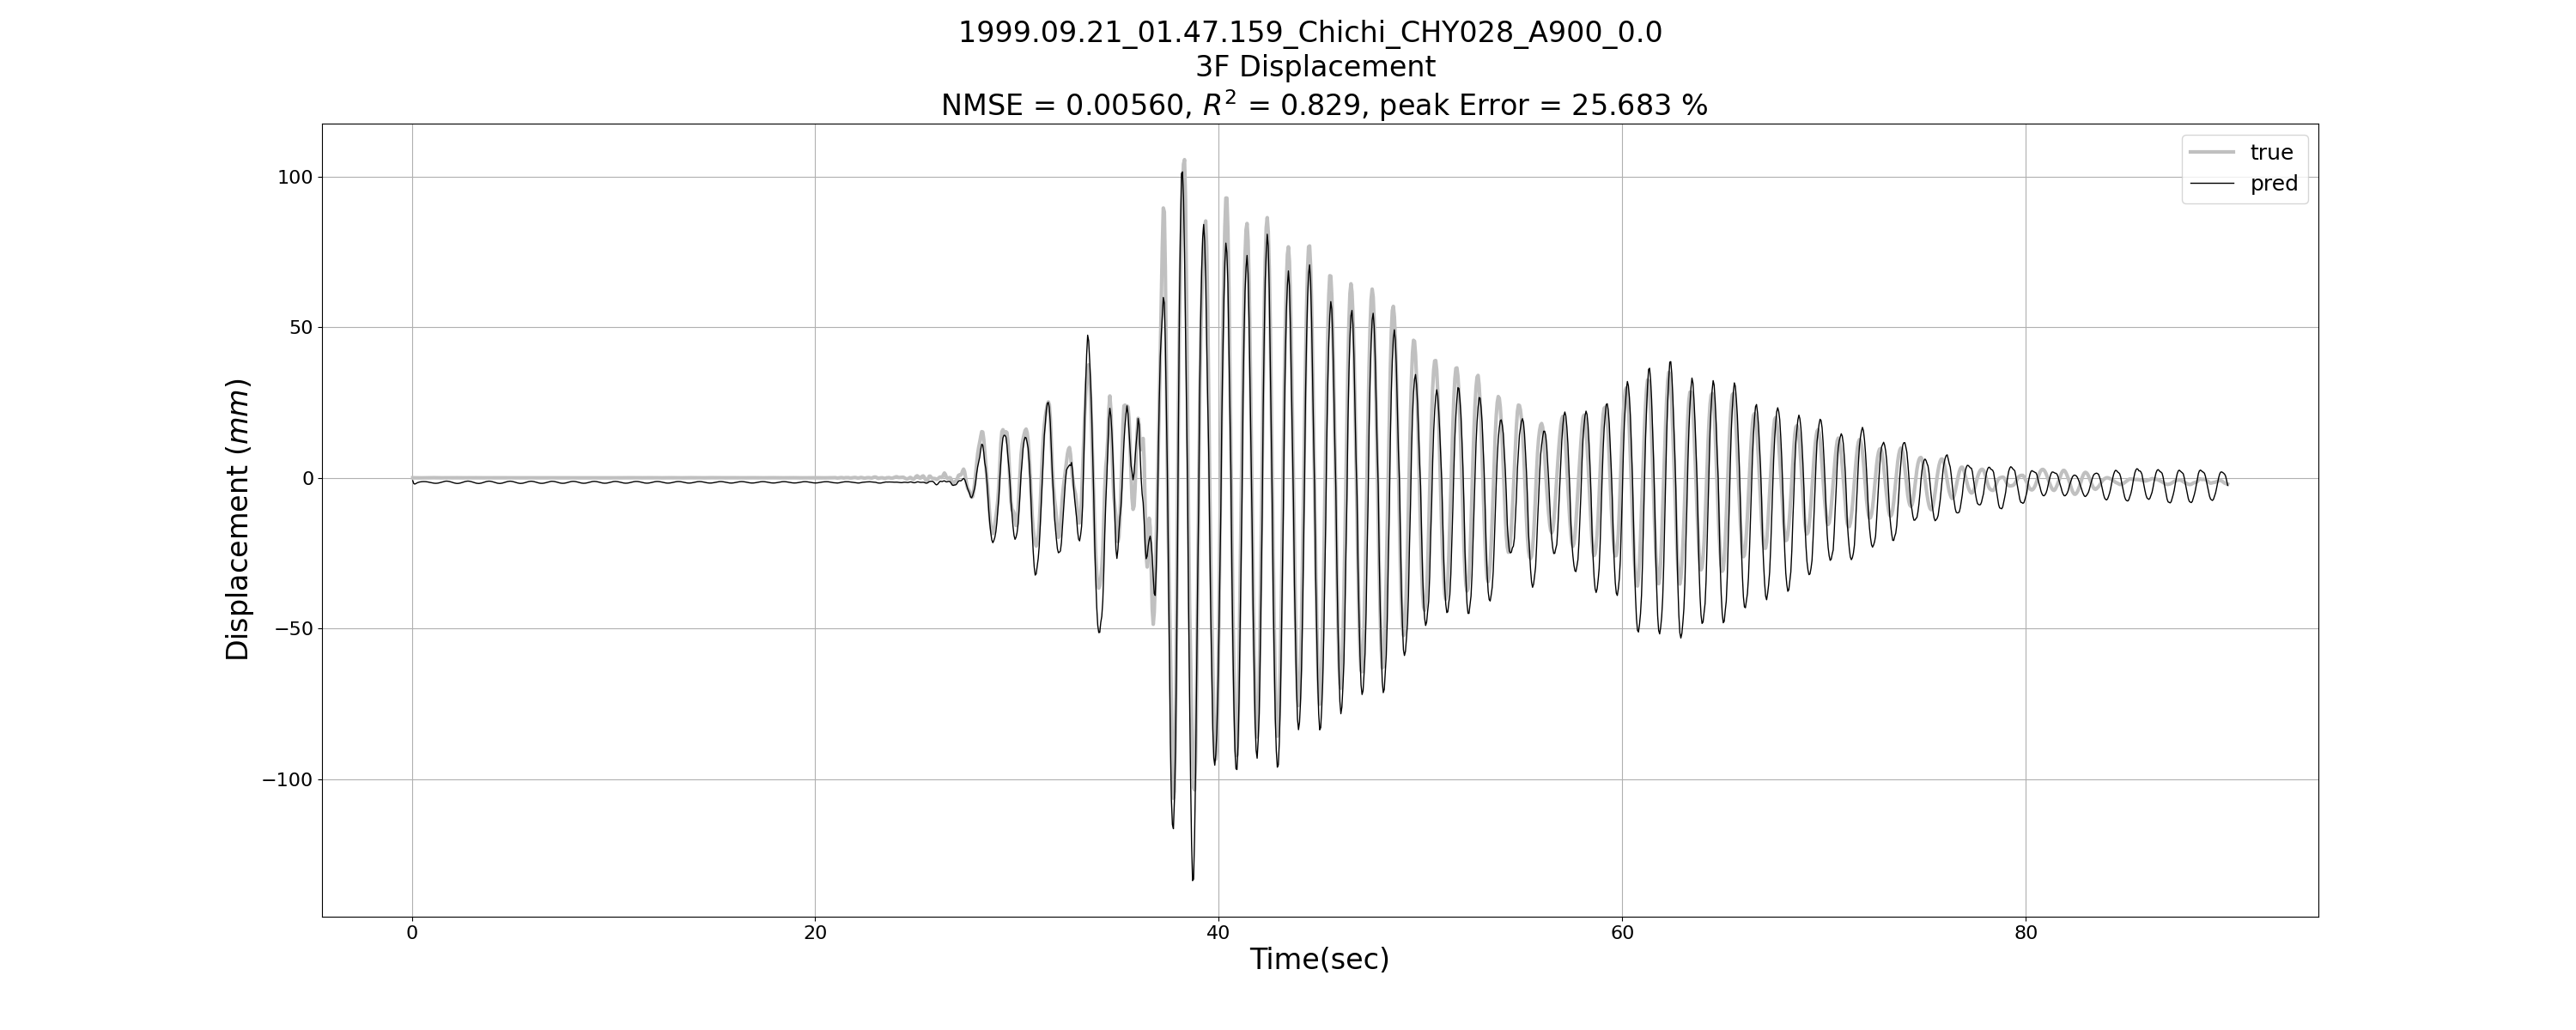 1999.09.21_01.47.159_Chichi_CHY028_A900_0.0
3F Displacement
NMSE = 0.00560, R² = 0.829, peak Error = 25.683 %
true
pred
Displacement (mm)
100
50
0
−50
−100
0 20 40 60 80
Time(sec)